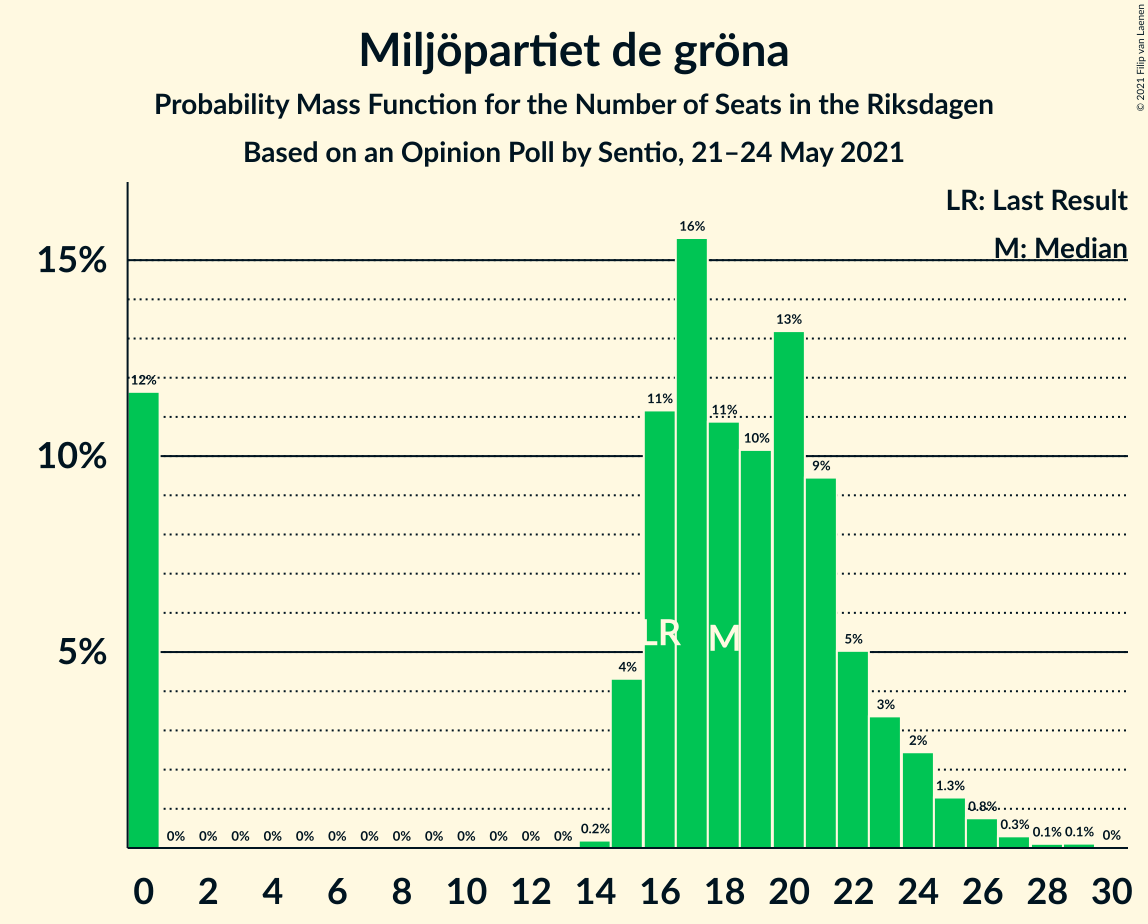 Miljöpartiet de gröna
Probability Mass Function for the Number of Seats in the Riksdagen
Based on an Opinion Poll by Sentio, 21–24 May 2021
© 2021 Filip van Laenen
LR: Last Result
M: Median
15%
10%
5%
12% 0% 0% 0% 0% 0% 0% 0% 0% 0% 0% 0% 0% 0% 0.2% 4% 11% 16% 11% 10% 13% 9% 5% 3% 2% 1.3% 0.8% 0.3% 0.1% 0.1% 0%
LR M
0 2 4 6 8 10 12 14 16 18 20 22 24 26 28 30